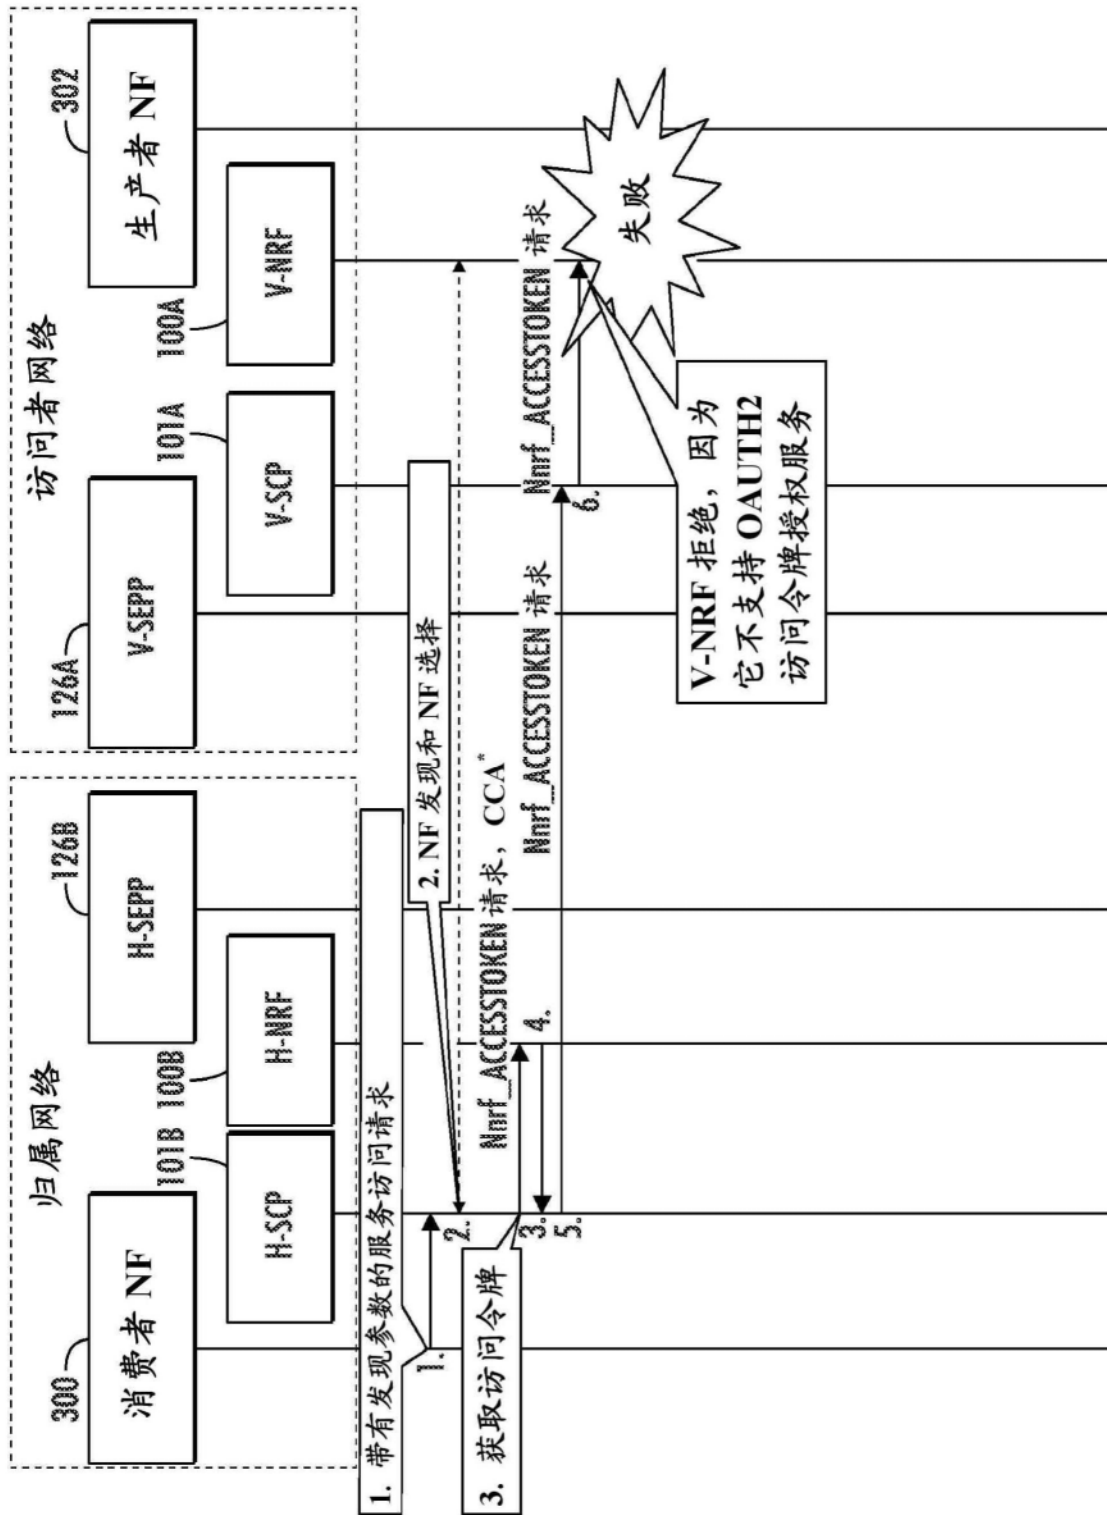 归属网络
访问者网络
300
消费者 NF
101B
H-SCP
100B
H-NRF
126B
H-SEPP
126A
V-SEPP
101A
V-SCP
100A
V-NRF
302
生产者 NF
1. 带有发现参数的服务访问请求
1.
2. NF 发现和 NF 选择
2.
3. 获取访问令牌
Nnrf_ACCESSTOKEN 请求，CCA*
3.
4.
5.
Nnrf_ACCESSTOKEN 请求
6.
Nnrf_ACCESSTOKEN 请求
失败
V-NRF 拒绝，因为
它不支持 OAUTH2
访问令牌授权服务